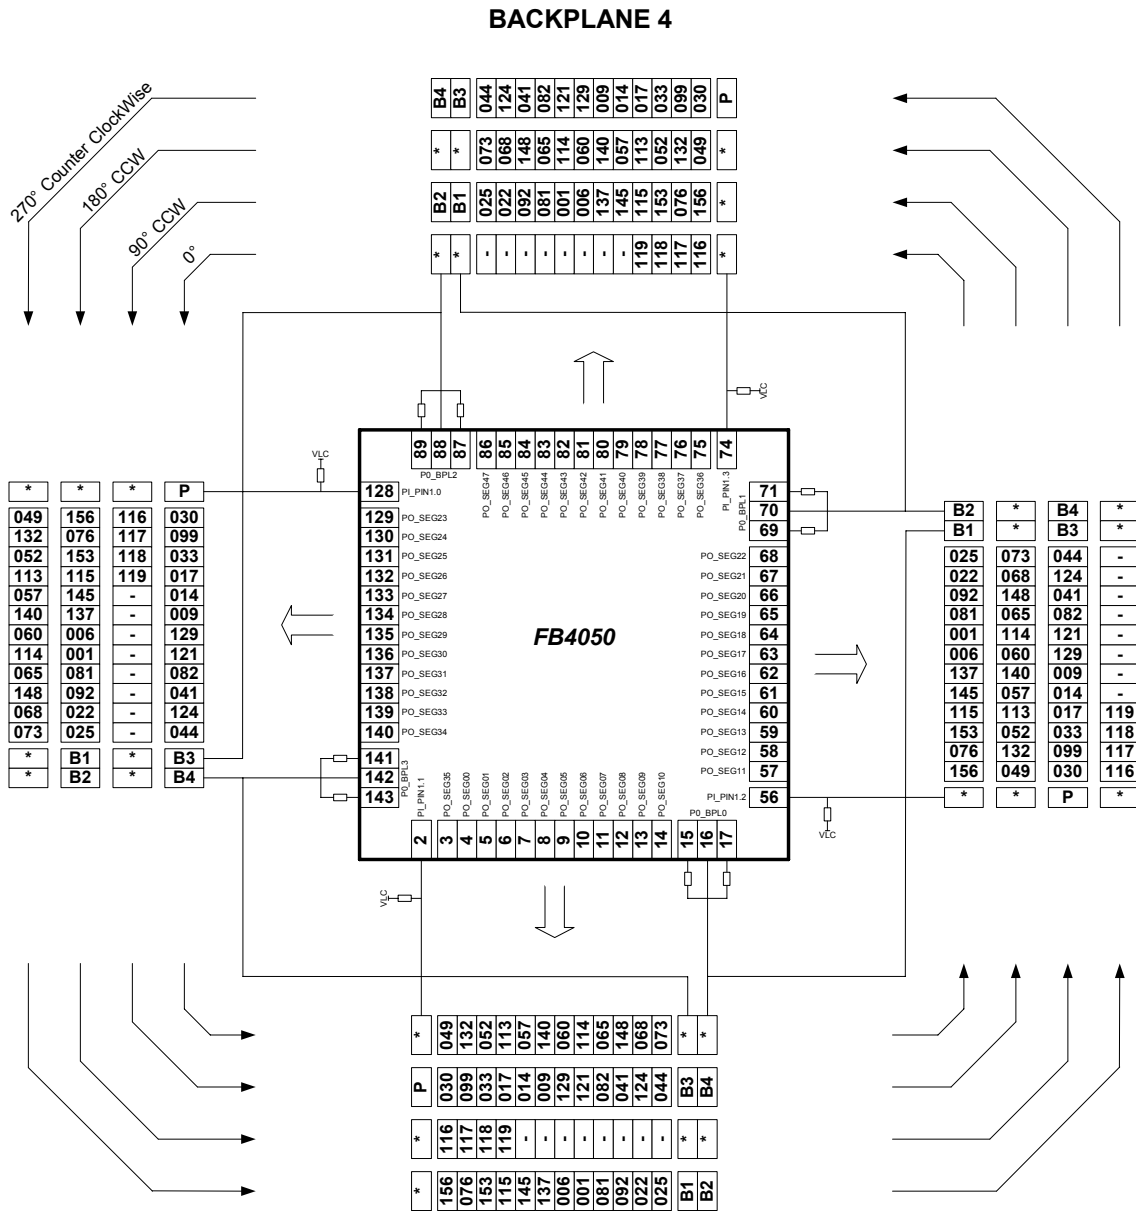 BACKPLANE 4
270° Counter ClockWise
180° CCW
90° CCW
0°
B4 B3 044 124 041 082 121 129 009 014 017 033 099 030 P
* * 073 068 148 065 114 060 140 057 113 052 132 049 *
B2 B1 025 022 092 081 001 006 137 145 115 153 076 156 *
* * - - - - - - - - 119 118 117 116 *
VLC
89 88 87 86 85 84 83 82 81 80 79 78 77 76 75 74
P0_BPL2 PO_SEG47 PO_SEG46 PO_SEG45 PO_SEG44 PO_SEG43 PO_SEG42 PO_SEG41 PO_SEG40 PO_SEG39 PO_SEG38 PO_SEG37 PO_SEG36 PI_PIN1.3
VLC
* * * P
049 156 116 030
132 076 117 099
052 153 118 033
113 115 119 017
057 145 - 014
140 137 - 009
060 006 - 129
114 001 - 121
065 081 - 082
148 092 - 041
068 022 - 124
073 025 - 044
* B1 * B3
* B2 * B4
128 PI_PIN1.0
129 PO_SEG23
130 PO_SEG24
131 PO_SEG25
132 PO_SEG26
133 PO_SEG27
134 PO_SEG28
135 PO_SEG29
136 PO_SEG30
137 PO_SEG31
138 PO_SEG32
139 PO_SEG33
140 PO_SEG34
141
142 P0_BPL3
143
FB4050
71
P0_BPL1 70
69
PO_SEG22 68
PO_SEG21 67
PO_SEG20 66
PO_SEG19 65
PO_SEG18 64
PO_SEG17 63
PO_SEG16 62
PO_SEG15 61
PO_SEG14 60
PO_SEG13 59
PO_SEG12 58
PO_SEG11 57
PI_PIN1.2 56
VLC
B2 * B4 *
B1 * B3 *
025 073 044 -
022 068 124 -
092 148 041 -
081 065 082 -
001 114 121 -
006 060 129 -
137 140 009 -
145 057 014 -
115 113 017 119
153 052 033 118
076 132 099 117
156 049 030 116
* * P *
PI_PIN1.1 PO_SEG35 PO_SEG00 PO_SEG01 PO_SEG02 PO_SEG03 PO_SEG04 PO_SEG05 PO_SEG06 PO_SEG07 PO_SEG08 PO_SEG09 PO_SEG10 P0_BPL0
2 3 4 5 6 7 8 9 10 11 12 13 14 15 16 17
VLC
* 049 132 052 113 057 140 060 114 065 148 068 073 * *
P 030 099 033 017 014 009 129 121 082 041 124 044 B3 B4
* 116 117 118 119 - - - - - - - - * *
* 156 076 153 115 145 137 006 001 081 092 022 025 B1 B2